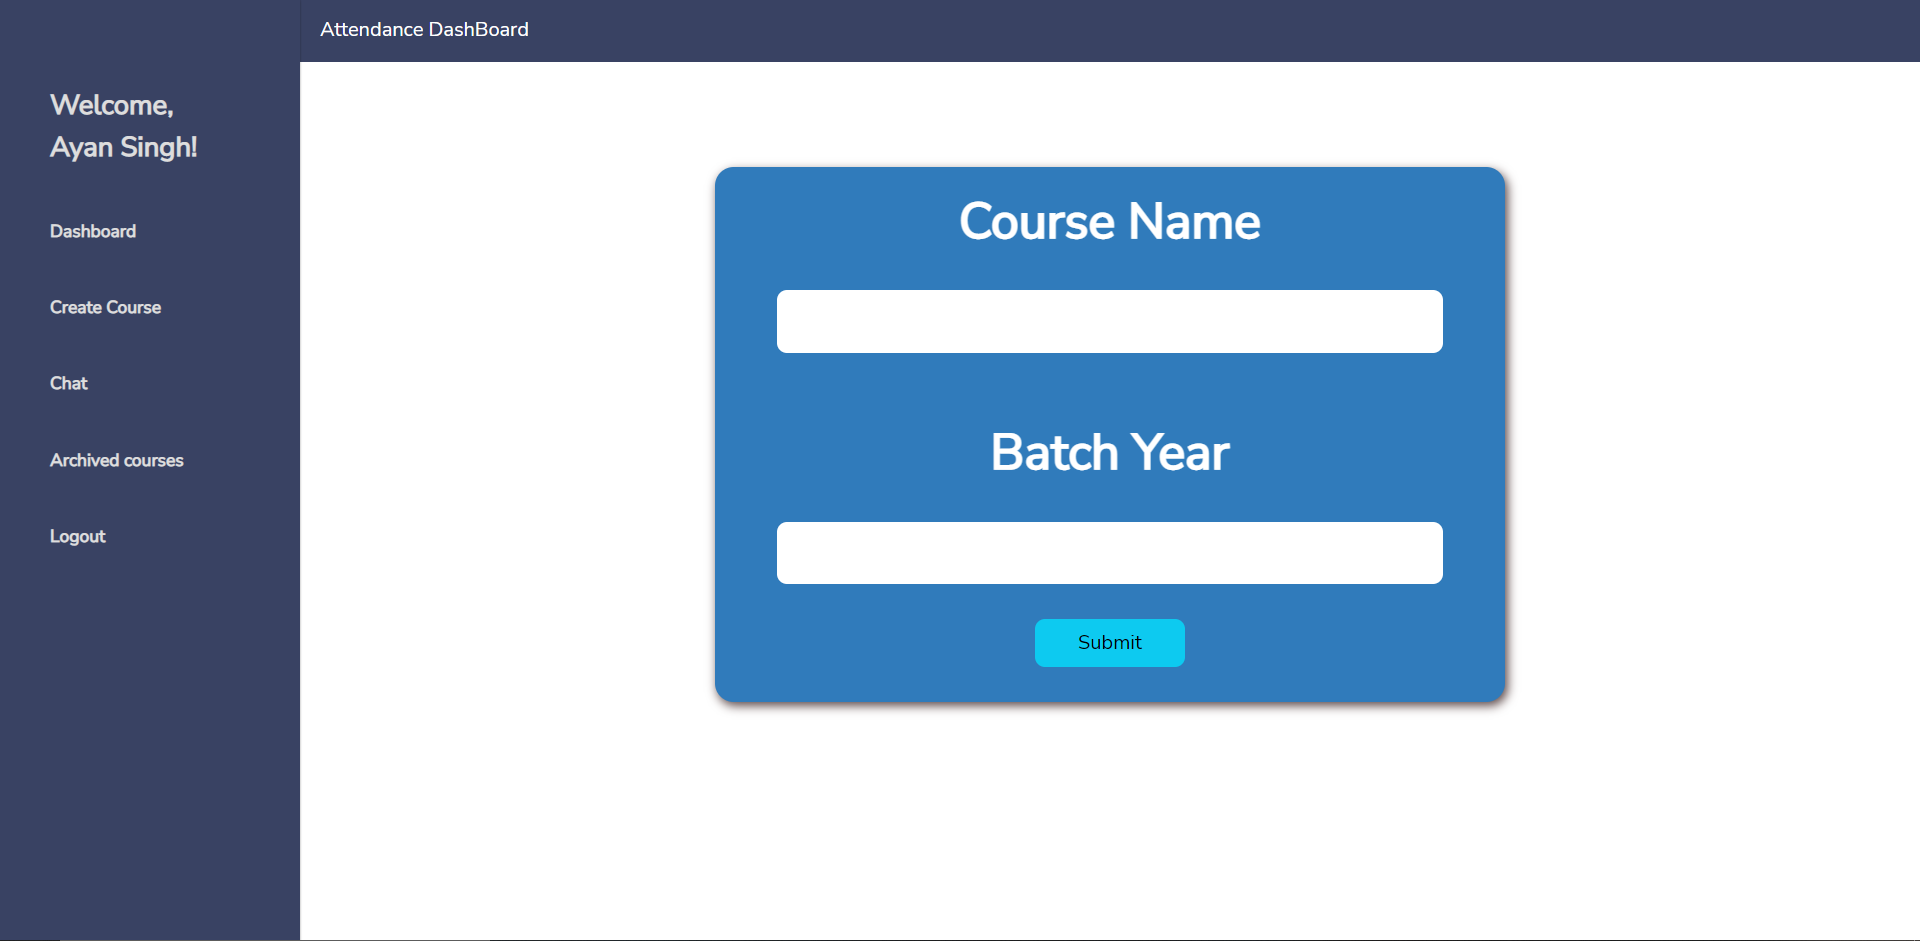 Attendance DashBoard
Welcome,
Ayan Singh!
Dashboard
Create Course
Chat
Archived courses
Logout
Course Name
Batch Year
Submit